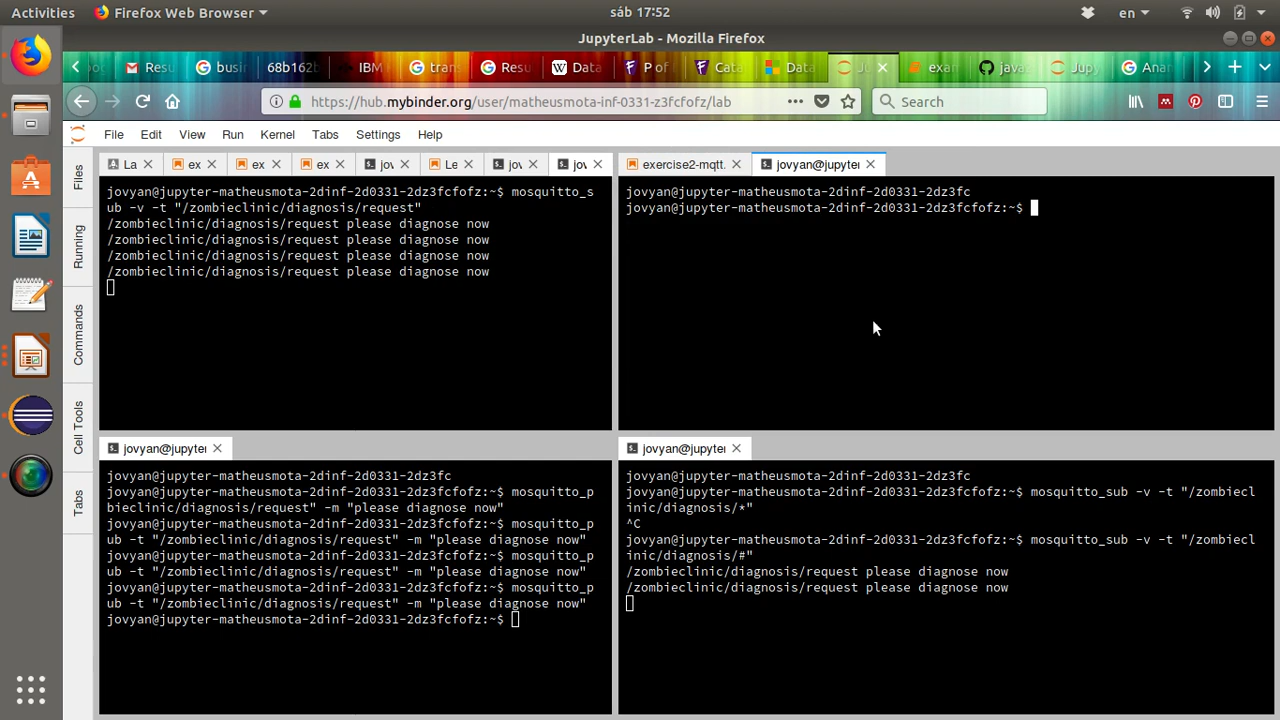 Activities Firefox Web Browser sáb 17:52 en
JupyterLab - Mozilla Firefox
Resu busi 68b162b IBM tran Resu Data P of Cata Data Ju exam java Jupy Anar
https://hub.mybinder.org/user/matheusmota-inf-0331-z3fcfofz/lab Search
File Edit View Run Kernel Tabs Settings Help
Files
Running
Commands
Cell Tools
Tabs
La ex ex ex jov Le jov jov
jovyan@jupyter-matheusmota-2dinf-2d0331-2dz3fcfofz:~$ mosquitto_s
ub -v -t "/zombieclinic/diagnosis/request"
/zombieclinic/diagnosis/request please diagnose now
/zombieclinic/diagnosis/request please diagnose now
/zombieclinic/diagnosis/request please diagnose now
/zombieclinic/diagnosis/request please diagnose now
exercise2-mqtt. jovyan@jupyter
jovyan@jupyter-matheusmota-2dinf-2d0331-2dz3fc
jovyan@jupyter-matheusmota-2dinf-2d0331-2dz3fcfofz:~$
jovyan@jupyter
jovyan@jupyter-matheusmota-2dinf-2d0331-2dz3fc
jovyan@jupyter-matheusmota-2dinf-2d0331-2dz3fcfofz:~$ mosquitto_p
bieclinic/diagnosis/request" -m "please diagnose now"
jovyan@jupyter-matheusmota-2dinf-2d0331-2dz3fcfofz:~$ mosquitto_p
ub -t "/zombieclinic/diagnosis/request" -m "please diagnose now"
jovyan@jupyter-matheusmota-2dinf-2d0331-2dz3fcfofz:~$ mosquitto_p
ub -t "/zombieclinic/diagnosis/request" -m "please diagnose now"
jovyan@jupyter-matheusmota-2dinf-2d0331-2dz3fcfofz:~$ mosquitto_p
ub -t "/zombieclinic/diagnosis/request" -m "please diagnose now"
jovyan@jupyter-matheusmota-2dinf-2d0331-2dz3fcfofz:~$
jovyan@jupyter
jovyan@jupyter-matheusmota-2dinf-2d0331-2dz3fc
jovyan@jupyter-matheusmota-2dinf-2d0331-2dz3fcfofz:~$ mosquitto_sub -v -t "/zombiecl
inic/diagnosis/*"
^C
jovyan@jupyter-matheusmota-2dinf-2d0331-2dz3fcfofz:~$ mosquitto_sub -v -t "/zombiecl
inic/diagnosis/#"
/zombieclinic/diagnosis/request please diagnose now
/zombieclinic/diagnosis/request please diagnose now